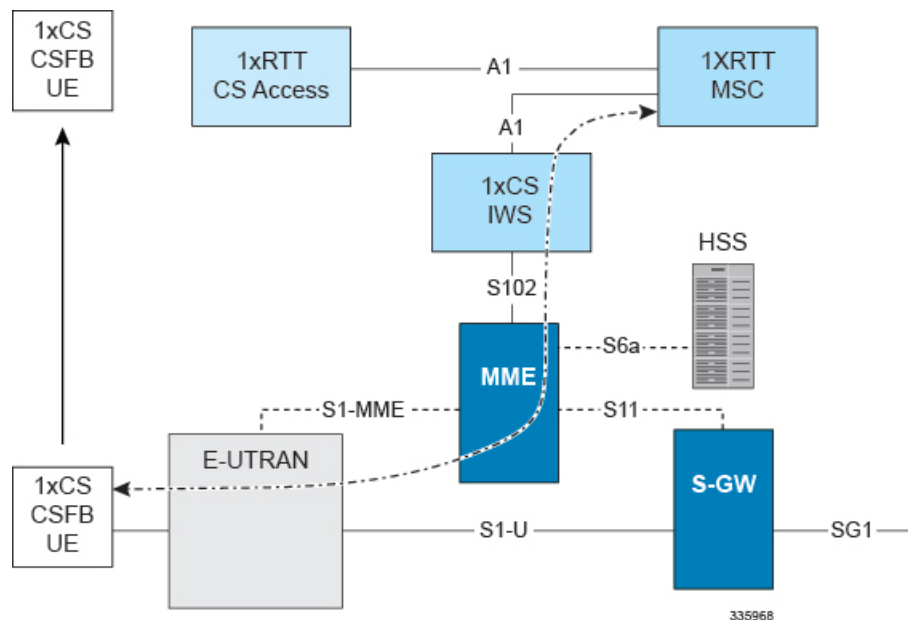 1xCS
CSFB
UE
1xRTT
CS Access
A1
1XRTT
MSC
A1
1xCS
IWS
HSS
S102
S6a
MME
S1-MME
S11
E-UTRAN
1xCS
CSFB
UE
S-GW
S1-U
SG1
335968